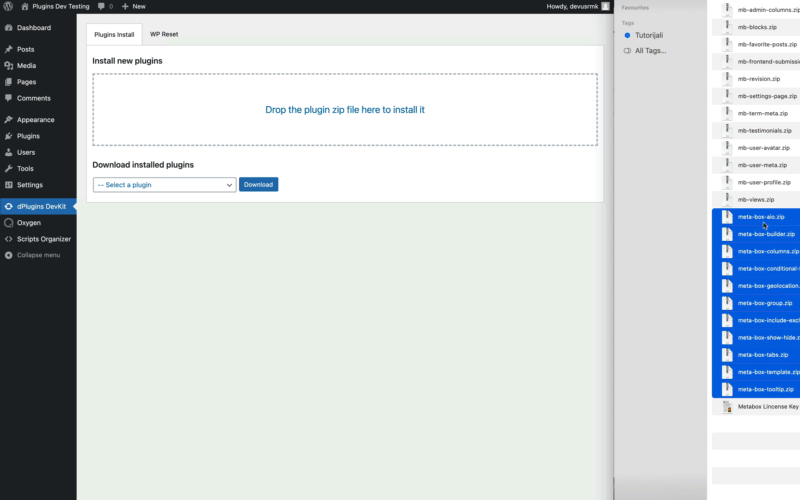 Plugins Dev Testing
0
New
Howdy, devusrmk
Dashboard
Posts
Media
Pages
Comments
Appearance
Plugins
Users
Tools
Settings
dPlugins DevKit
Oxygen
Scripts Organizer
Collapse menu
Plugins Install
WP Reset
Install new plugins
Drop the plugin zip file here to install it
Download installed plugins
-- Select a plugin
Download
Favourites
Tags
Tutorijali
All Tags...
mb-admin-columns.zip
mb-blocks.zip
mb-favorite-posts.zip
mb-frontend-submissi
mb-revision.zip
mb-settings-page.zip
mb-term-meta.zip
mb-testimonials.zip
mb-user-avatar.zip
mb-user-meta.zip
mb-user-profile.zip
mb-views.zip
meta-box-aio.zip
meta-box-builder.zip
meta-box-columns.zip
meta-box-conditional-
meta-box-geolocation.
meta-box-group.zip
meta-box-include-excl
meta-box-show-hide.z
meta-box-tabs.zip
meta-box-template.zip
meta-box-tooltip.zip
Metabox Lincense Key